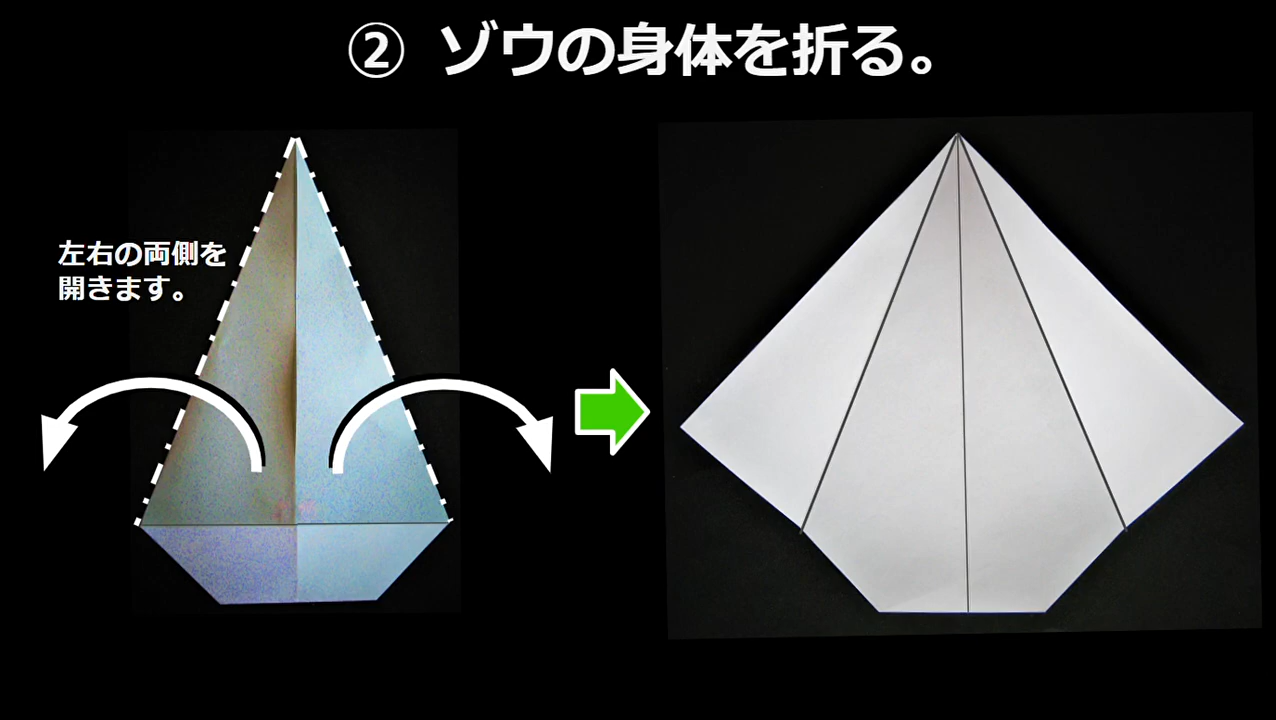 ② ゾウの身体を折る。
左右の両側を
開きます。